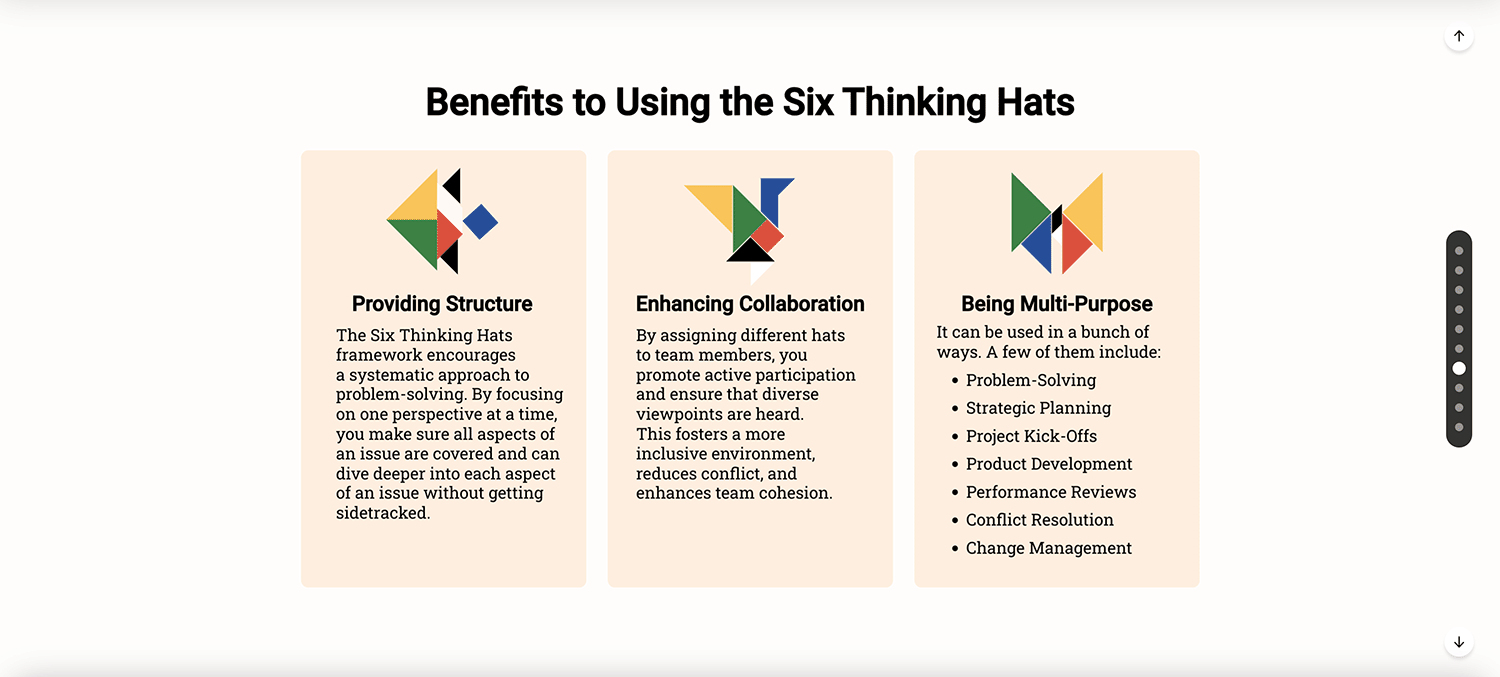 Benefits to Using the Six Thinking Hats
Providing Structure
The Six Thinking Hats
framework encourages
a systematic approach to
problem-solving. By focusing
on one perspective at a time,
you make sure all aspects of
an issue are covered and can
dive deeper into each aspect
of an issue without getting
sidetracked.
Enhancing Collaboration
By assigning different hats
to team members, you
promote active participation
and ensure that diverse
viewpoints are heard.
This fosters a more
inclusive environment,
reduces conflict, and
enhances team cohesion.
Being Multi-Purpose
It can be used in a bunch of
ways. A few of them include:
• Problem-Solving
• Strategic Planning
• Project Kick-Offs
• Product Development
• Performance Reviews
• Conflict Resolution
• Change Management